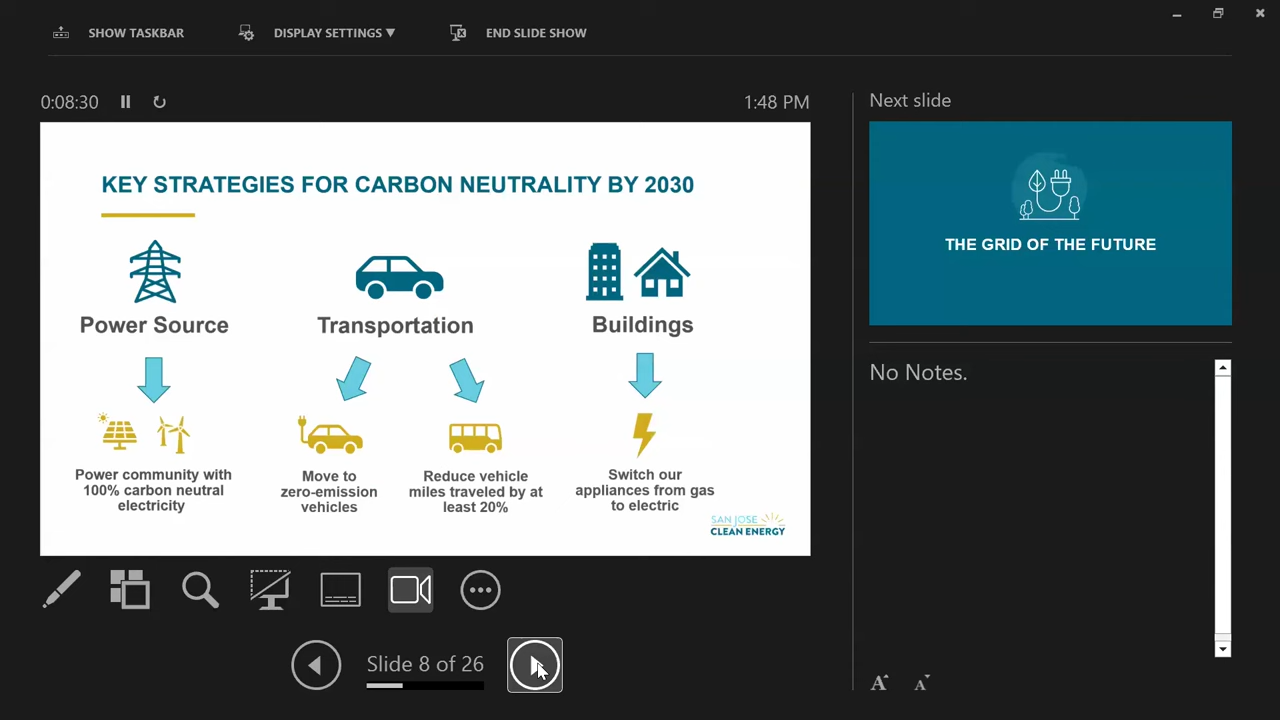 SHOW TASKBAR
DISPLAY SETTINGS ▼
END SLIDE SHOW
0:08:30
1:48 PM
Next slide
KEY STRATEGIES FOR CARBON NEUTRALITY BY 2030
Power Source
Transportation
Buildings
Power community with
100% carbon neutral
electricity
Move to
zero-emission
vehicles
Reduce vehicle
miles traveled by at
least 20%
Switch our
appliances from gas
to electric
SAN JOSE
CLEAN ENERGY
THE GRID OF THE FUTURE
No Notes.
Slide 8 of 26
A A